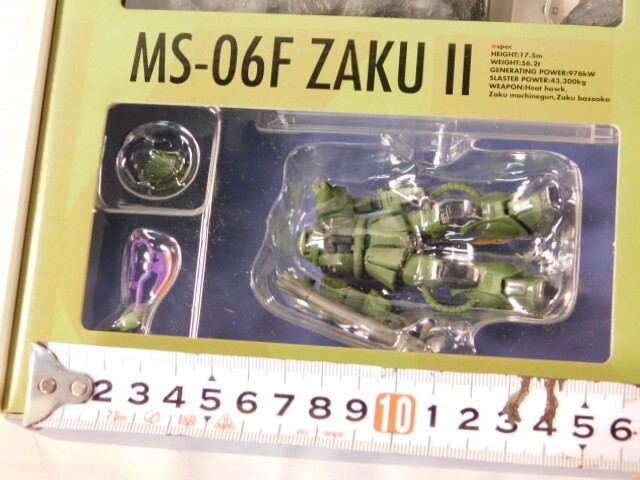 MS-06F ZAKU II
spec
HEIGHT:17.5m
WEIGHT:56.2t
GENERATING POWER:976kW
SLASTER POWER:43,300kg
WEAPON:Heat hawk,
Zaku machinegun,Zaku bazooka
2 3 4 5 6 7 8 9 10 1 2 3 4 5 6
7.5m